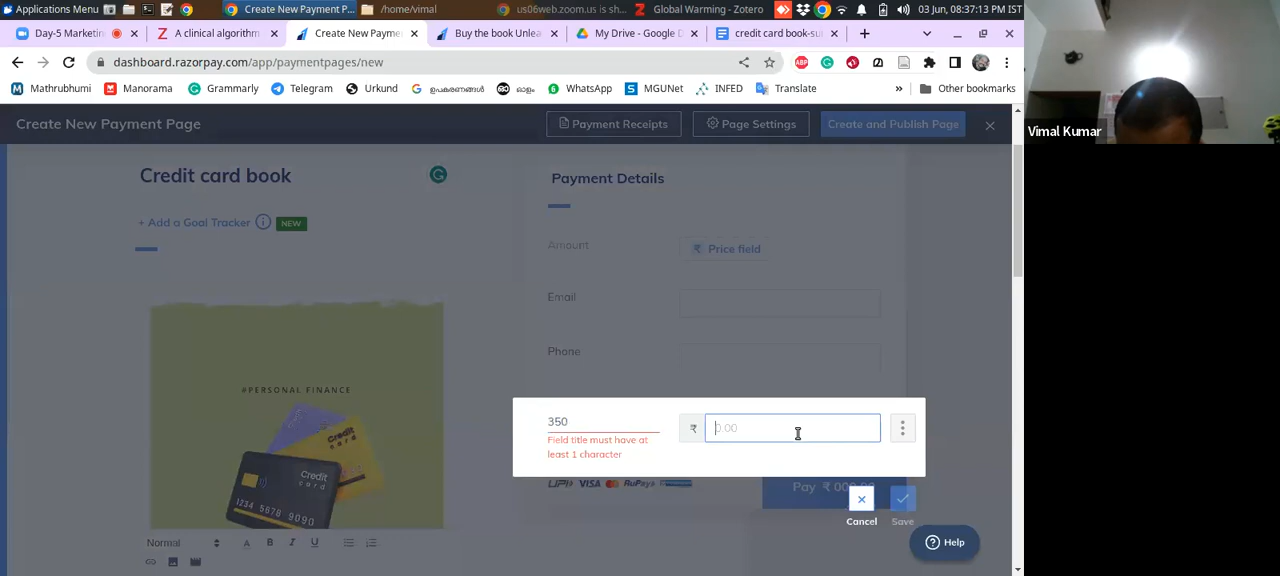 Applications Menu
Create New Payment P...
/home/vimal
us06web.zoom.us is sh...
Global Warming - Zotero
03 Jun, 08:37:13 PM IST
Day-5 Marketin
A clinical algorithm
Create New Payme
Buy the book Unlea
My Drive - Google D
credit card book-su
dashboard.razorpay.com/app/paymentpages/new
Mathrubhumi
Manorama
Grammarly
Telegram
Urkund
ഉപകരണങ്ങൾ
ഓളം
WhatsApp
MGUNet
INFED
Translate
»
Other bookmarks
Create New Payment Page
Payment Receipts
Page Settings
Create and Publish Page
Credit card book
+ Add a Goal Tracker
NEW
#PERSONAL FINANCE
Credit
card
Credit
card
1234 5678 9090
Normal
A B I U
Payment Details
Amount
₹ Price field
Email
Phone
350
₹
0.00
Field title must have at
least 1 character
UPI VISA RuPay
Pay ₹
Cancel
Save
Help
Vimal Kumar